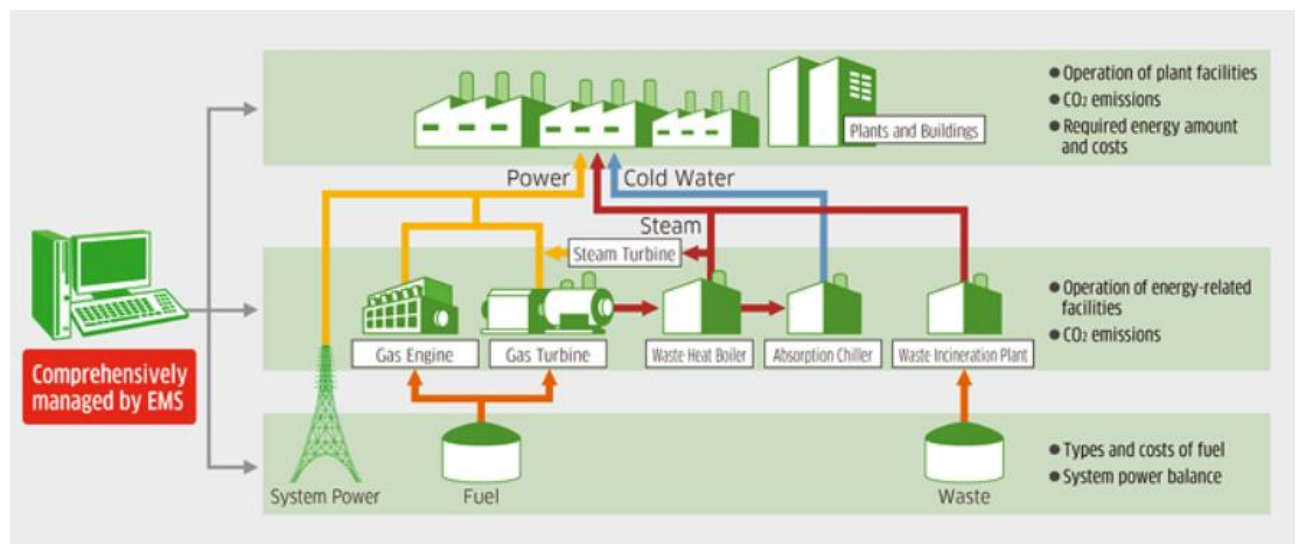 ● Operation of plant facilities
● CO₂ emissions
● Required energy amount
and costs
Plants and Buildings
Power
Cold Water
Steam
Steam Turbine
● Operation of energy-related
facilities
● CO₂ emissions
Gas Engine
Gas Turbine
Waste Heat Boiler
Absorption Chiller
Waste Incineration Plant
Comprehensively
managed by EMS
● Types and costs of fuel
● System power balance
System Power
Fuel
Waste